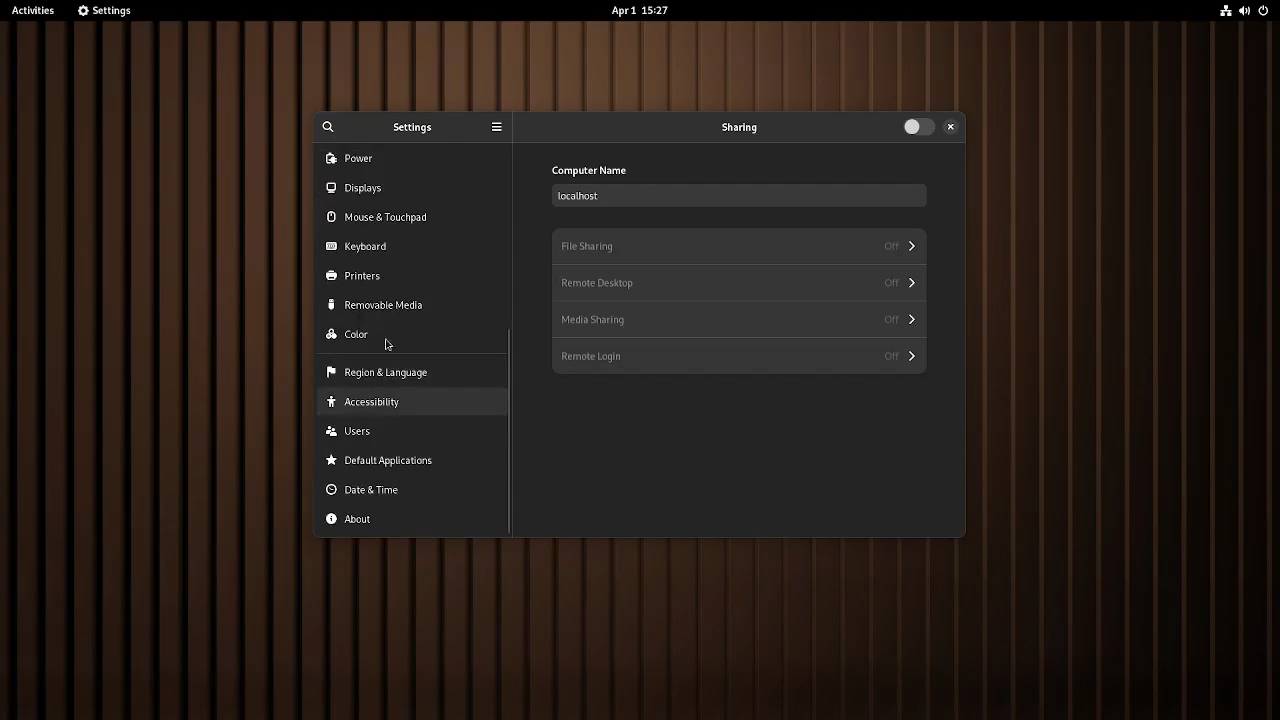 Activities
Settings
Apr 1 15:27
Settings
Sharing
Power
Displays
Mouse & Touchpad
Keyboard
Printers
Removable Media
Color
Region & Language
Accessibility
Users
Default Applications
Date & Time
About
Computer Name
localhost
File Sharing Off
Remote Desktop Off
Media Sharing Off
Remote Login Off